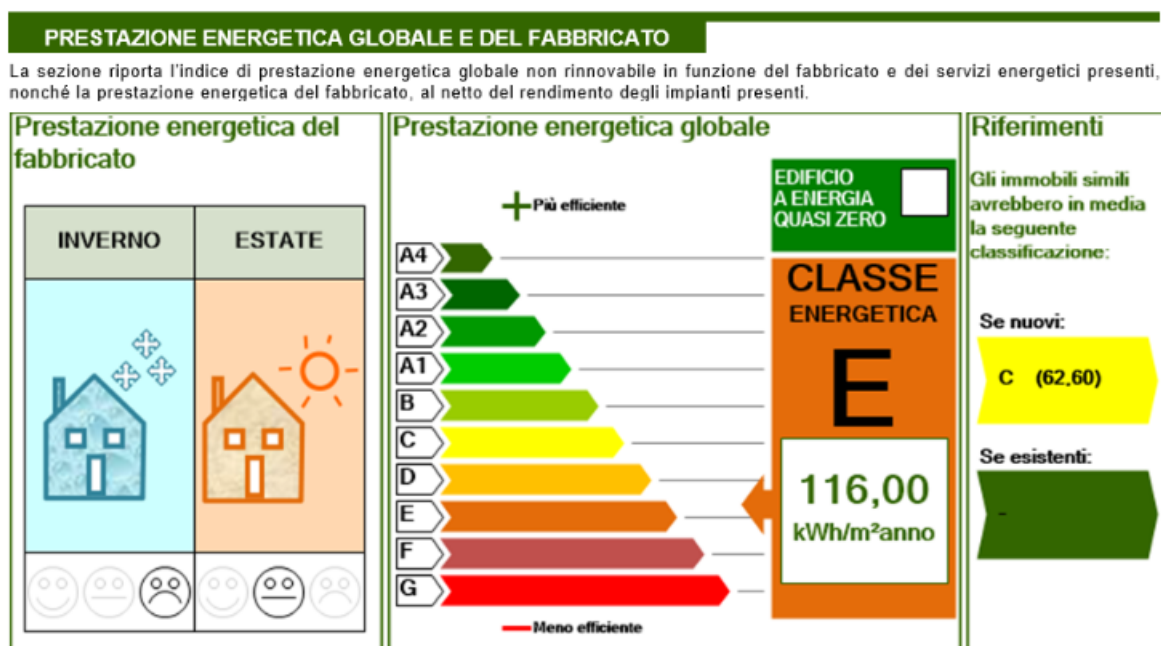 PRESTAZIONE ENERGETICA GLOBALE E DEL FABBRICATO
La sezione riporta l'indice di prestazione energetica globale non rinnovabile in funzione del fabbricato e dei servizi energetici presenti,
nonché la prestazione energetica del fabbricato, al netto del rendimento degli impianti presenti.
Prestazione energetica del
fabbricato
INVERNO
ESTATE
Prestazione energetica globale
Più efficiente
A4
A3
A2
A1
B
C
D
E
F
G
Meno efficiente
EDIFICIO
A ENERGIA
QUASI ZERO
CLASSE
ENERGETICA
E
116,00
kWh/m²anno
Riferimenti
Gli immobili simili
avrebbero in media
la seguente
classificazione:
Se nuovi:
C (62,60)
Se esistenti:
-